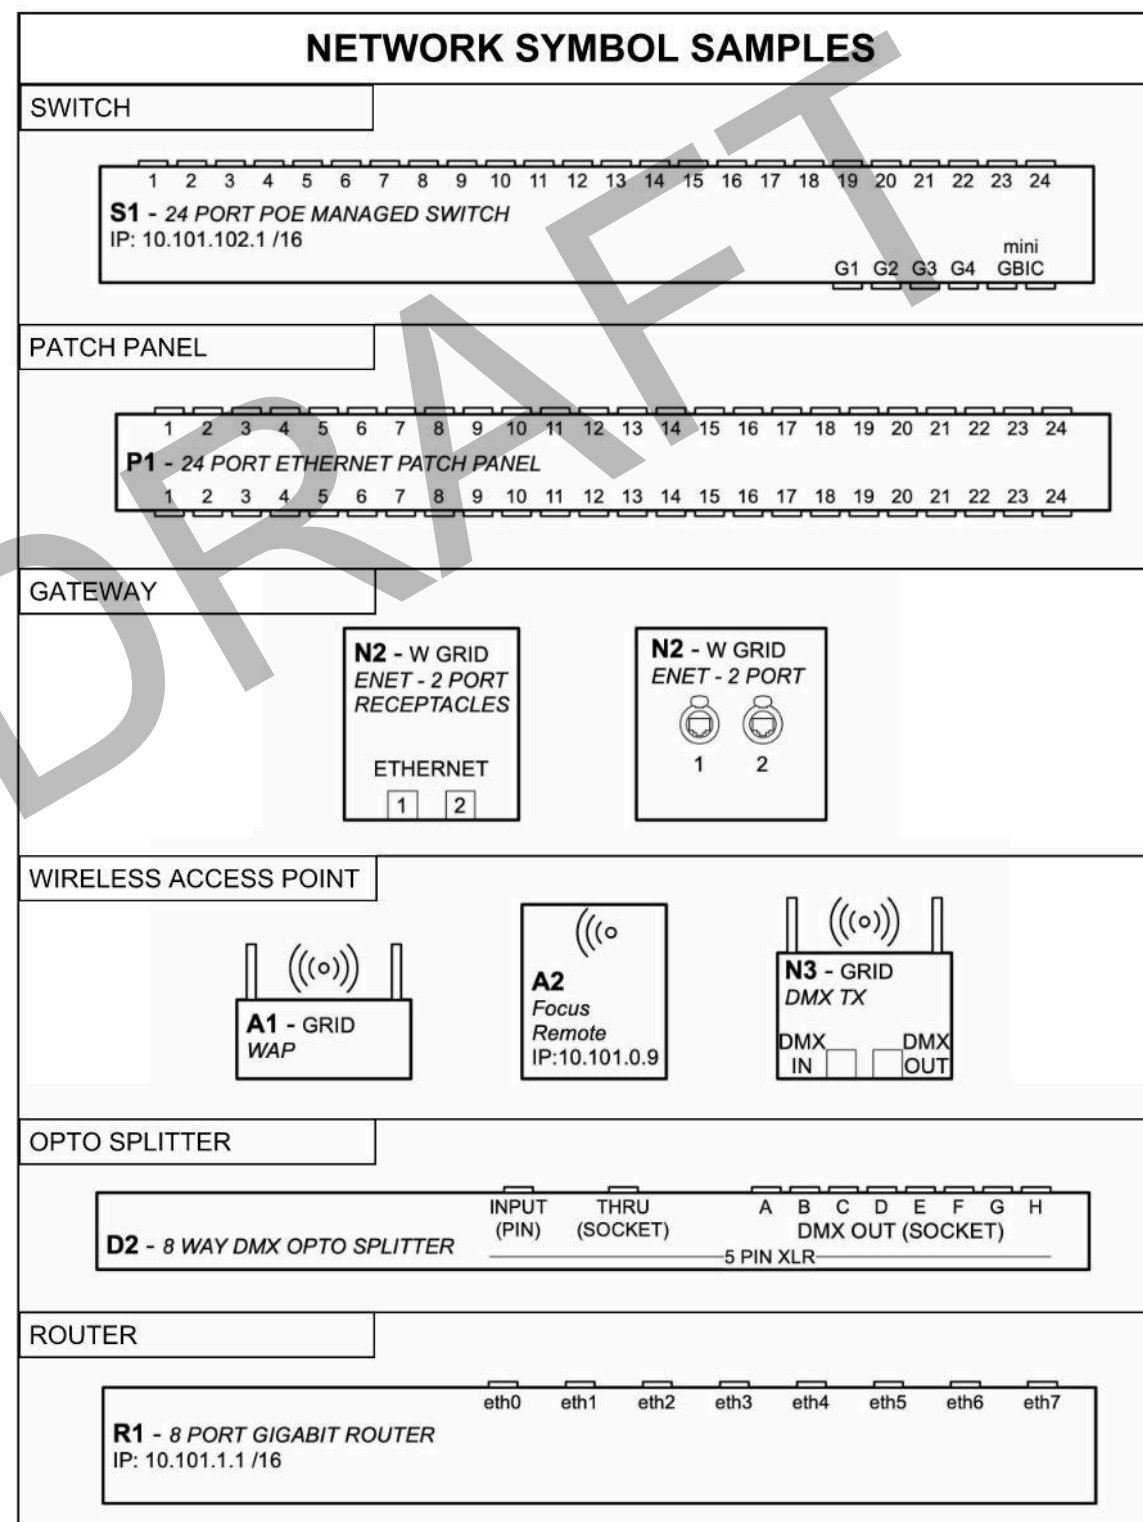 NETWORK SYMBOL SAMPLES
SWITCH
1 2 3 4 5 6 7 8 9 10 11 12 13 14 15 16 17 18 19 20 21 22 23 24
S1 - 24 PORT POE MANAGED SWITCH
IP: 10.101.102.1 /16
mini
G1 G2 G3 G4 GBIC
PATCH PANEL
1 2 3 4 5 6 7 8 9 10 11 12 13 14 15 16 17 18 19 20 21 22 23 24
P1 - 24 PORT ETHERNET PATCH PANEL
1 2 3 4 5 6 7 8 9 10 11 12 13 14 15 16 17 18 19 20 21 22 23 24
GATEWAY
N2 - W GRID
ENET - 2 PORT
RECEPTACLES
ETHERNET
1 2
N2 - W GRID
ENET - 2 PORT
1 2
WIRELESS ACCESS POINT
A1 - GRID
WAP
A2
Focus
Remote
IP:10.101.0.9
N3 - GRID
DMX TX
DMX DMX
IN OUT
OPTO SPLITTER
INPUT THRU A B C D E F G H
(PIN) (SOCKET) DMX OUT (SOCKET)
D2 - 8 WAY DMX OPTO SPLITTER
5 PIN XLR
ROUTER
eth0 eth1 eth2 eth3 eth4 eth5 eth6 eth7
R1 - 8 PORT GIGABIT ROUTER
IP: 10.101.1.1 /16
DRAFT